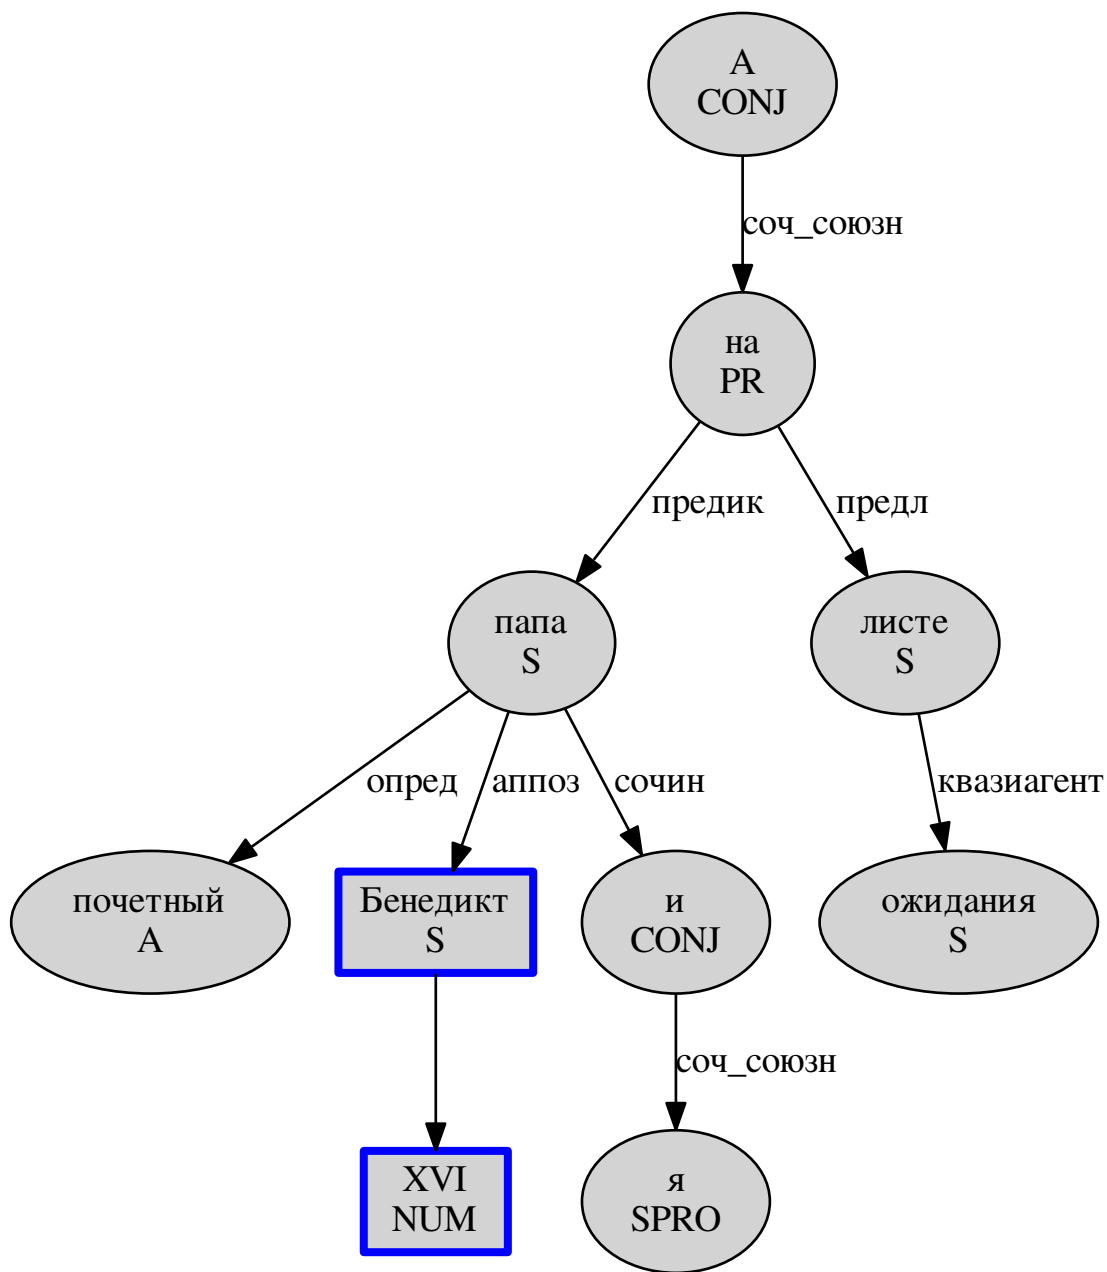 А
CONJ
соч_союзн
на
PR
предик
предл
папа
S
листе
S
опред
аппоз
сочин
квазиагент
почетный
A
Бенедикт
S
и
CONJ
ожидания
S
соч_союзн
XVI
NUM
я
SPRO